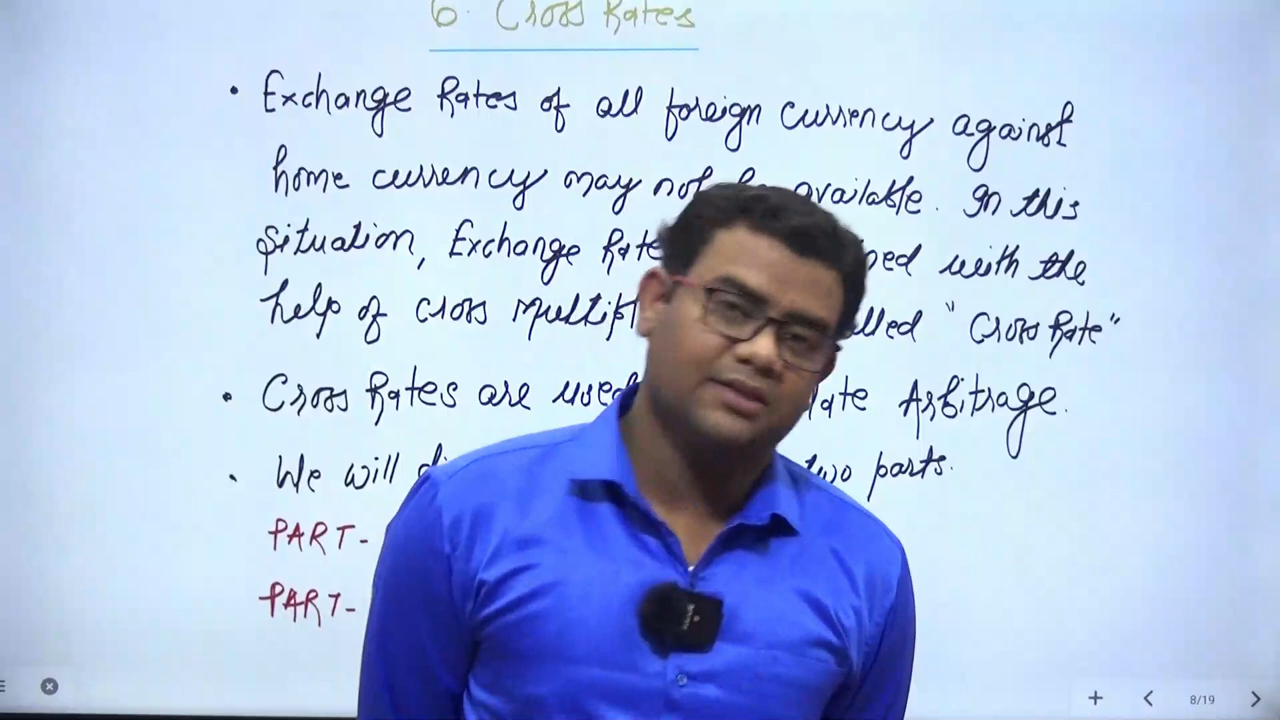 6. Cross Rates
• Exchange Rates of all foreign currency against
home currency may not available. In this
situation, Exchange Rate with the
help of cross "Cross Rate"
• Cross Rates are used Arbitrage.
• We will two parts.
PART-
PART-
8/19